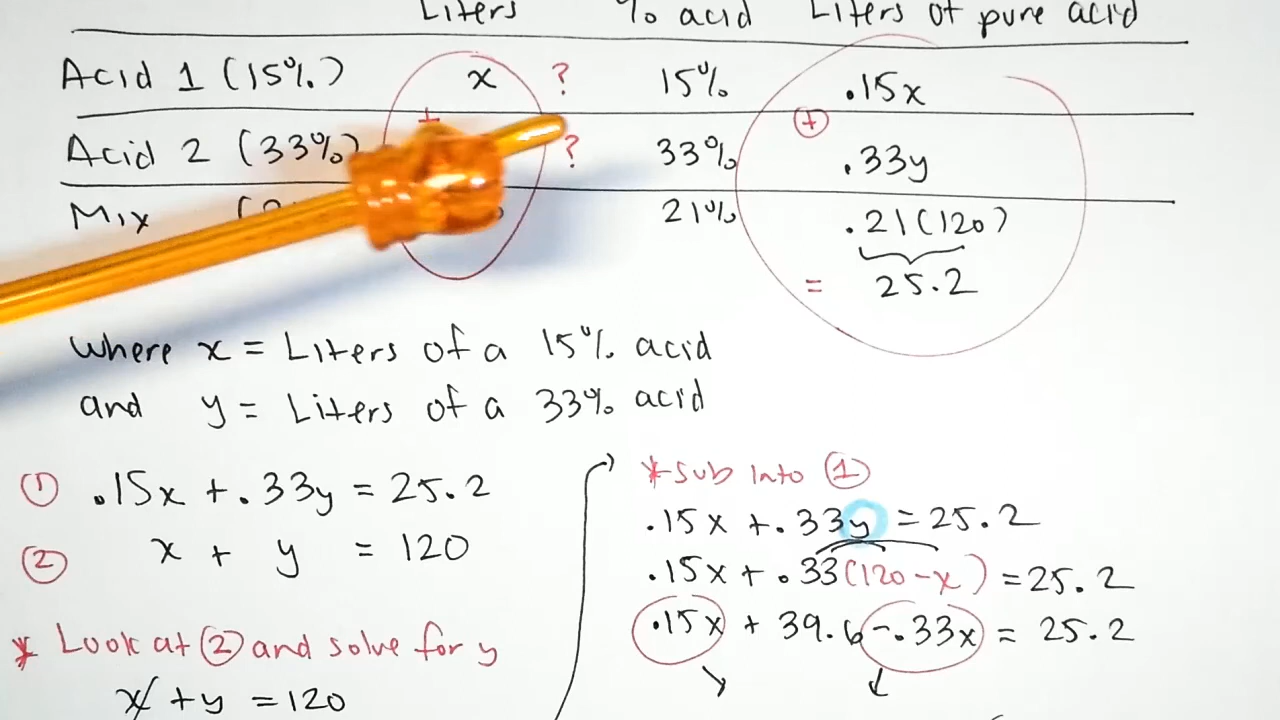 Liters % acid Liters of pure acid
Acid 1 (15%) x ? 15% .15x
+ +
Acid 2 (33%) ? 33% .33y
Mix 21% .21(120)
= 25.2
where x = Liters of a 15% acid
and y = Liters of a 33% acid
① .15x + .33y = 25.2
② x + y = 120
* Look at ② and solve for y
x + y = 120
* sub into ①
.15x + .33y = 25.2
.15x + .33(120 - x) = 25.2
.15x + 39.6 - .33x = 25.2